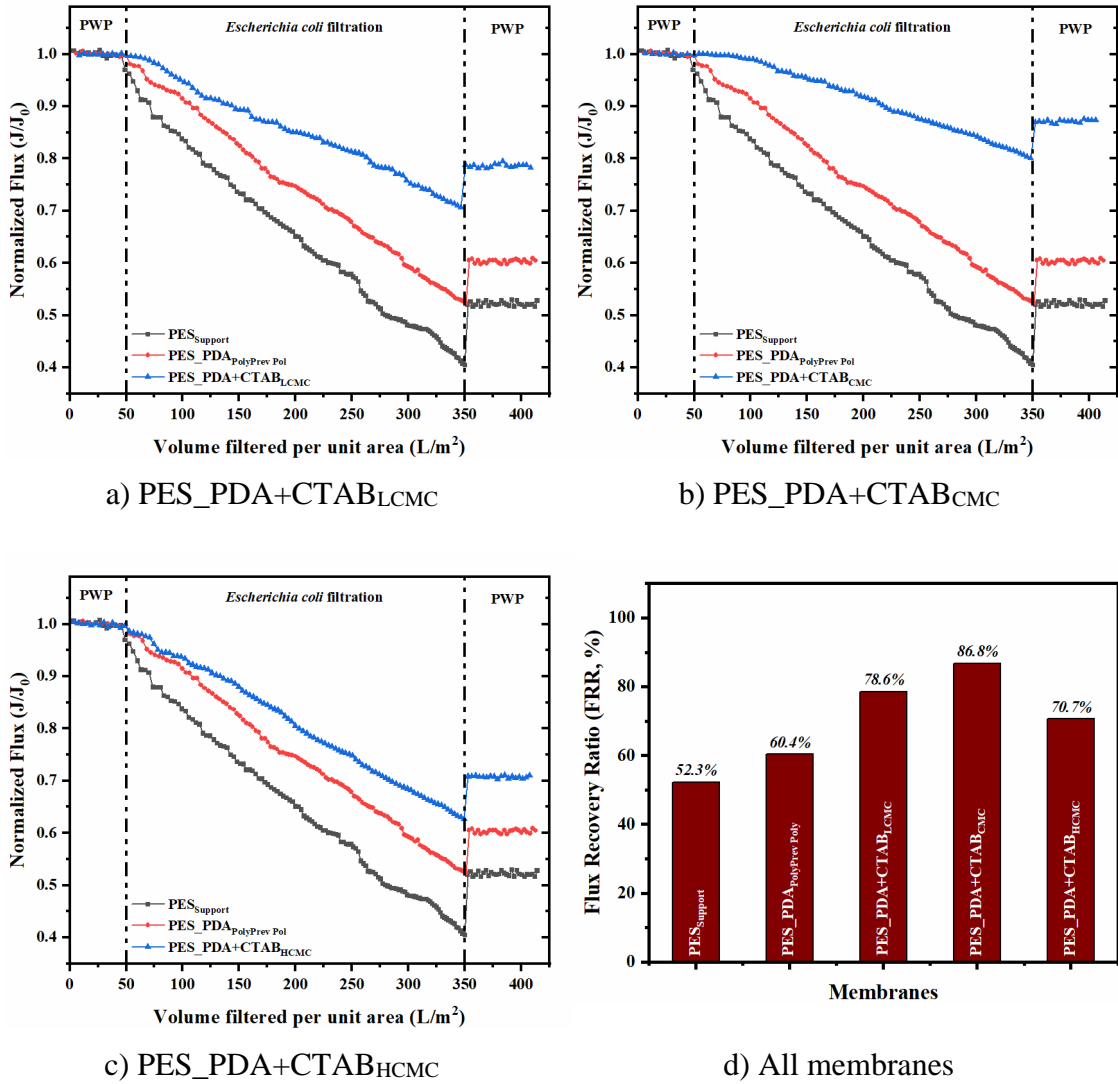 PWP Escherichia coli filtration PWP
Normalized Flux (J/J0)
1.0
0.9
0.8
0.7
0.6
0.5
0.4
PESSupport
PES_PDAPolyPrev Pol
PES_PDA+CTABLCMC
0 50 100 150 200 250 300 350 400
Volume filtered per unit area (L/m2)
a) PES_PDA+CTABLCMC
PWP Escherichia coli filtration PWP
Normalized Flux (J/J0)
1.0
0.9
0.8
0.7
0.6
0.5
0.4
PESSupport
PES_PDAPolyPrev Pol
PES_PDA+CTABCMC
0 50 100 150 200 250 300 350 400
Volume filtered per unit area (L/m2)
b) PES_PDA+CTABCMC
PWP Escherichia coli filtration PWP
Normalized Flux (J/J0)
1.0
0.9
0.8
0.7
0.6
0.5
0.4
PESSupport
PES_PDAPolyPrev Pol
PES_PDA+CTABHCMC
0 50 100 150 200 250 300 350 400
Volume filtered per unit area (L/m2)
c) PES_PDA+CTABHCMC
Flux Recovery Ratio (FRR, %)
100
80
60
40
20
0
52.3%
60.4%
78.6%
86.8%
70.7%
PESSupport
PES_PDAPolyPrev Poly
PES_PDA+CTABLCMC
PES_PDA+CTABCMC
PES_PDA+CTABHCMC
Membranes
d) All membranes